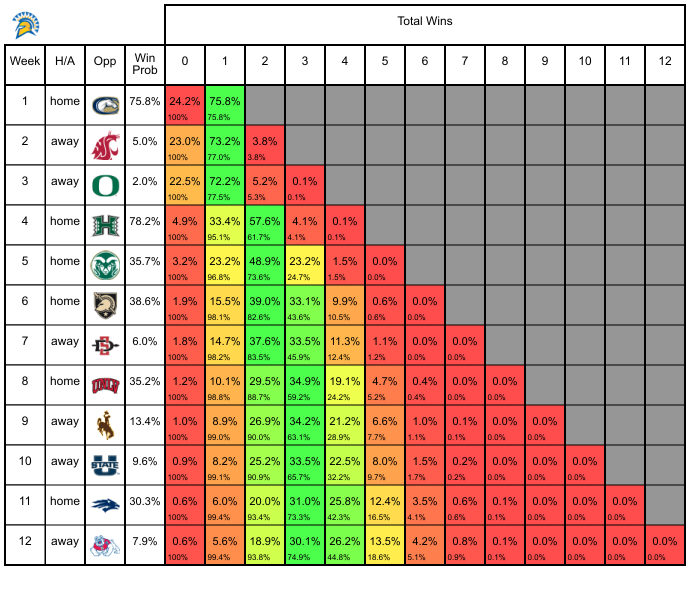 Total Wins
Week H/A Opp Win Prob 0 1 2 3 4 5 6 7 8 9 10 11 12
1 home C 75.8% 24.2% 75.8%
100% 75.8%
2 away 5.0% 23.0% 73.2% 3.8%
100% 77.0% 3.8%
3 away O 2.0% 22.5% 72.2% 5.2% 0.1%
100% 77.5% 5.3% 0.1%
4 home H 78.2% 4.9% 33.4% 57.6% 4.1% 0.1%
100% 95.1% 61.7% 4.1% 0.1%
5 home 35.7% 3.2% 23.2% 48.9% 23.2% 1.5% 0.0%
100% 96.8% 73.6% 24.7% 1.5% 0.0%
6 home 38.6% 1.9% 15.5% 39.0% 33.1% 9.9% 0.6% 0.0%
100% 98.1% 82.6% 43.6% 10.5% 0.6% 0.0%
7 away SD 6.0% 1.8% 14.7% 37.6% 33.5% 11.3% 1.1% 0.0% 0.0%
100% 98.2% 83.5% 45.9% 12.4% 1.2% 0.0% 0.0%
8 home UNLV 35.2% 1.2% 10.1% 29.5% 34.9% 19.1% 4.7% 0.4% 0.0% 0.0%
100% 98.8% 88.7% 59.2% 24.2% 5.2% 0.4% 0.0% 0.0%
9 away 13.4% 1.0% 8.9% 26.9% 34.2% 21.2% 6.6% 1.0% 0.1% 0.0% 0.0%
100% 99.0% 90.0% 63.1% 28.9% 7.7% 1.1% 0.1% 0.0% 0.0%
10 away U STATE 9.6% 0.9% 8.2% 25.2% 33.5% 22.5% 8.0% 1.5% 0.2% 0.0% 0.0% 0.0%
100% 99.1% 90.9% 65.7% 32.2% 9.7% 1.7% 0.2% 0.0% 0.0% 0.0%
11 home 30.3% 0.6% 6.0% 20.0% 31.0% 25.8% 12.4% 3.5% 0.6% 0.1% 0.0% 0.0% 0.0%
100% 99.4% 93.4% 73.3% 42.3% 16.5% 4.1% 0.6% 0.1% 0.0% 0.0% 0.0%
12 away 7.9% 0.6% 5.6% 18.9% 30.1% 26.2% 13.5% 4.2% 0.8% 0.1% 0.0% 0.0% 0.0% 0.0%
100% 99.4% 93.8% 74.9% 44.8% 18.6% 5.1% 0.9% 0.1% 0.0% 0.0% 0.0% 0.0%